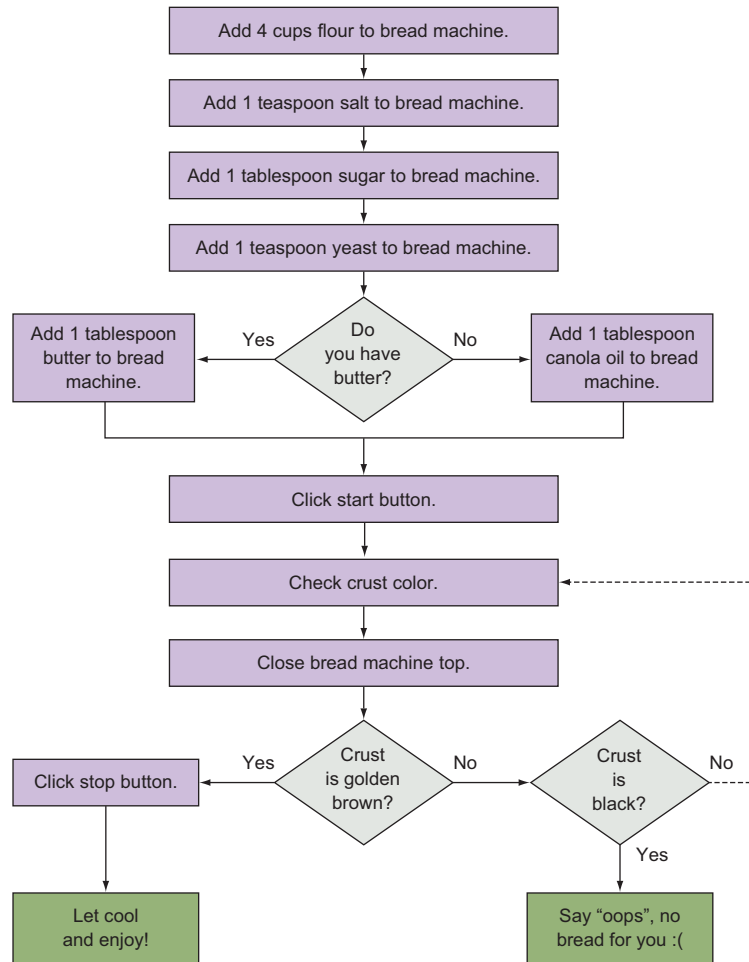 Add 4 cups flour to bread machine.
Add 1 teaspoon salt to bread machine.
Add 1 tablespoon sugar to bread machine.
Add 1 teaspoon yeast to bread machine.
Add 1 tablespoon
butter to bread
machine.
Yes
Do
you have
butter?
No
Add 1 tablespoon
canola oil to bread
machine.
Click start button.
Check crust color.
Close bread machine top.
Click stop button.
Yes
Crust
is golden
brown?
No
Crust
is
black?
No
Yes
Let cool
and enjoy!
Say “oops”, no
bread for you :(